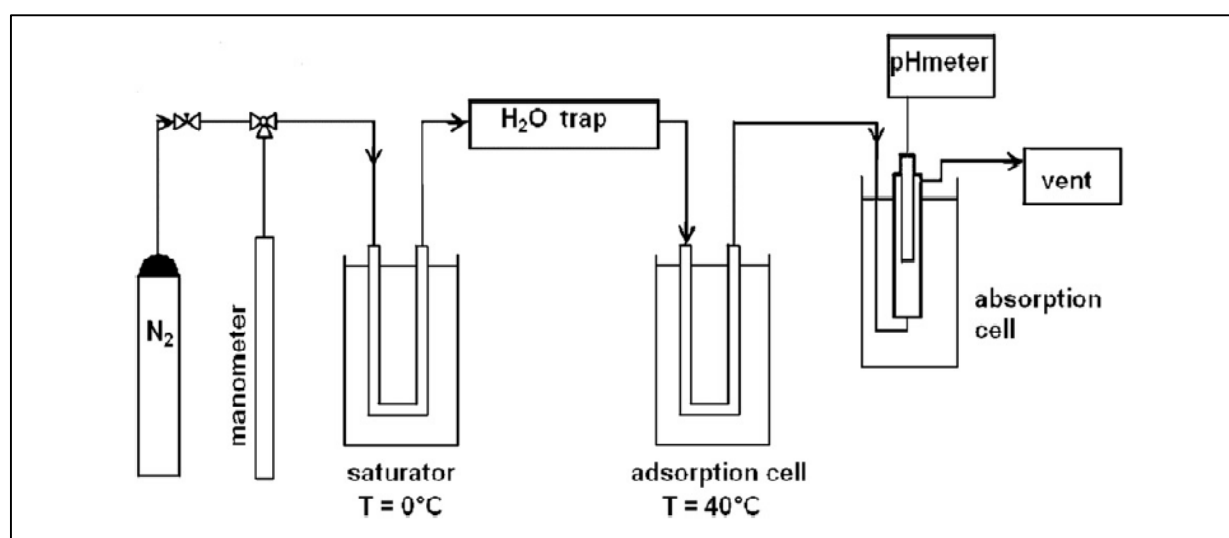 pHmeter
H₂O trap
vent
N₂
manometer
absorption
cell
saturator
T = 0°C
adsorption cell
T = 40°C